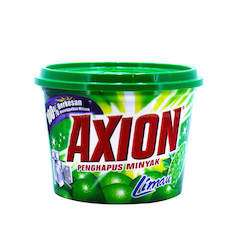 100% Berkesan
AXION
PENGHAPUS MINYAK
Limau